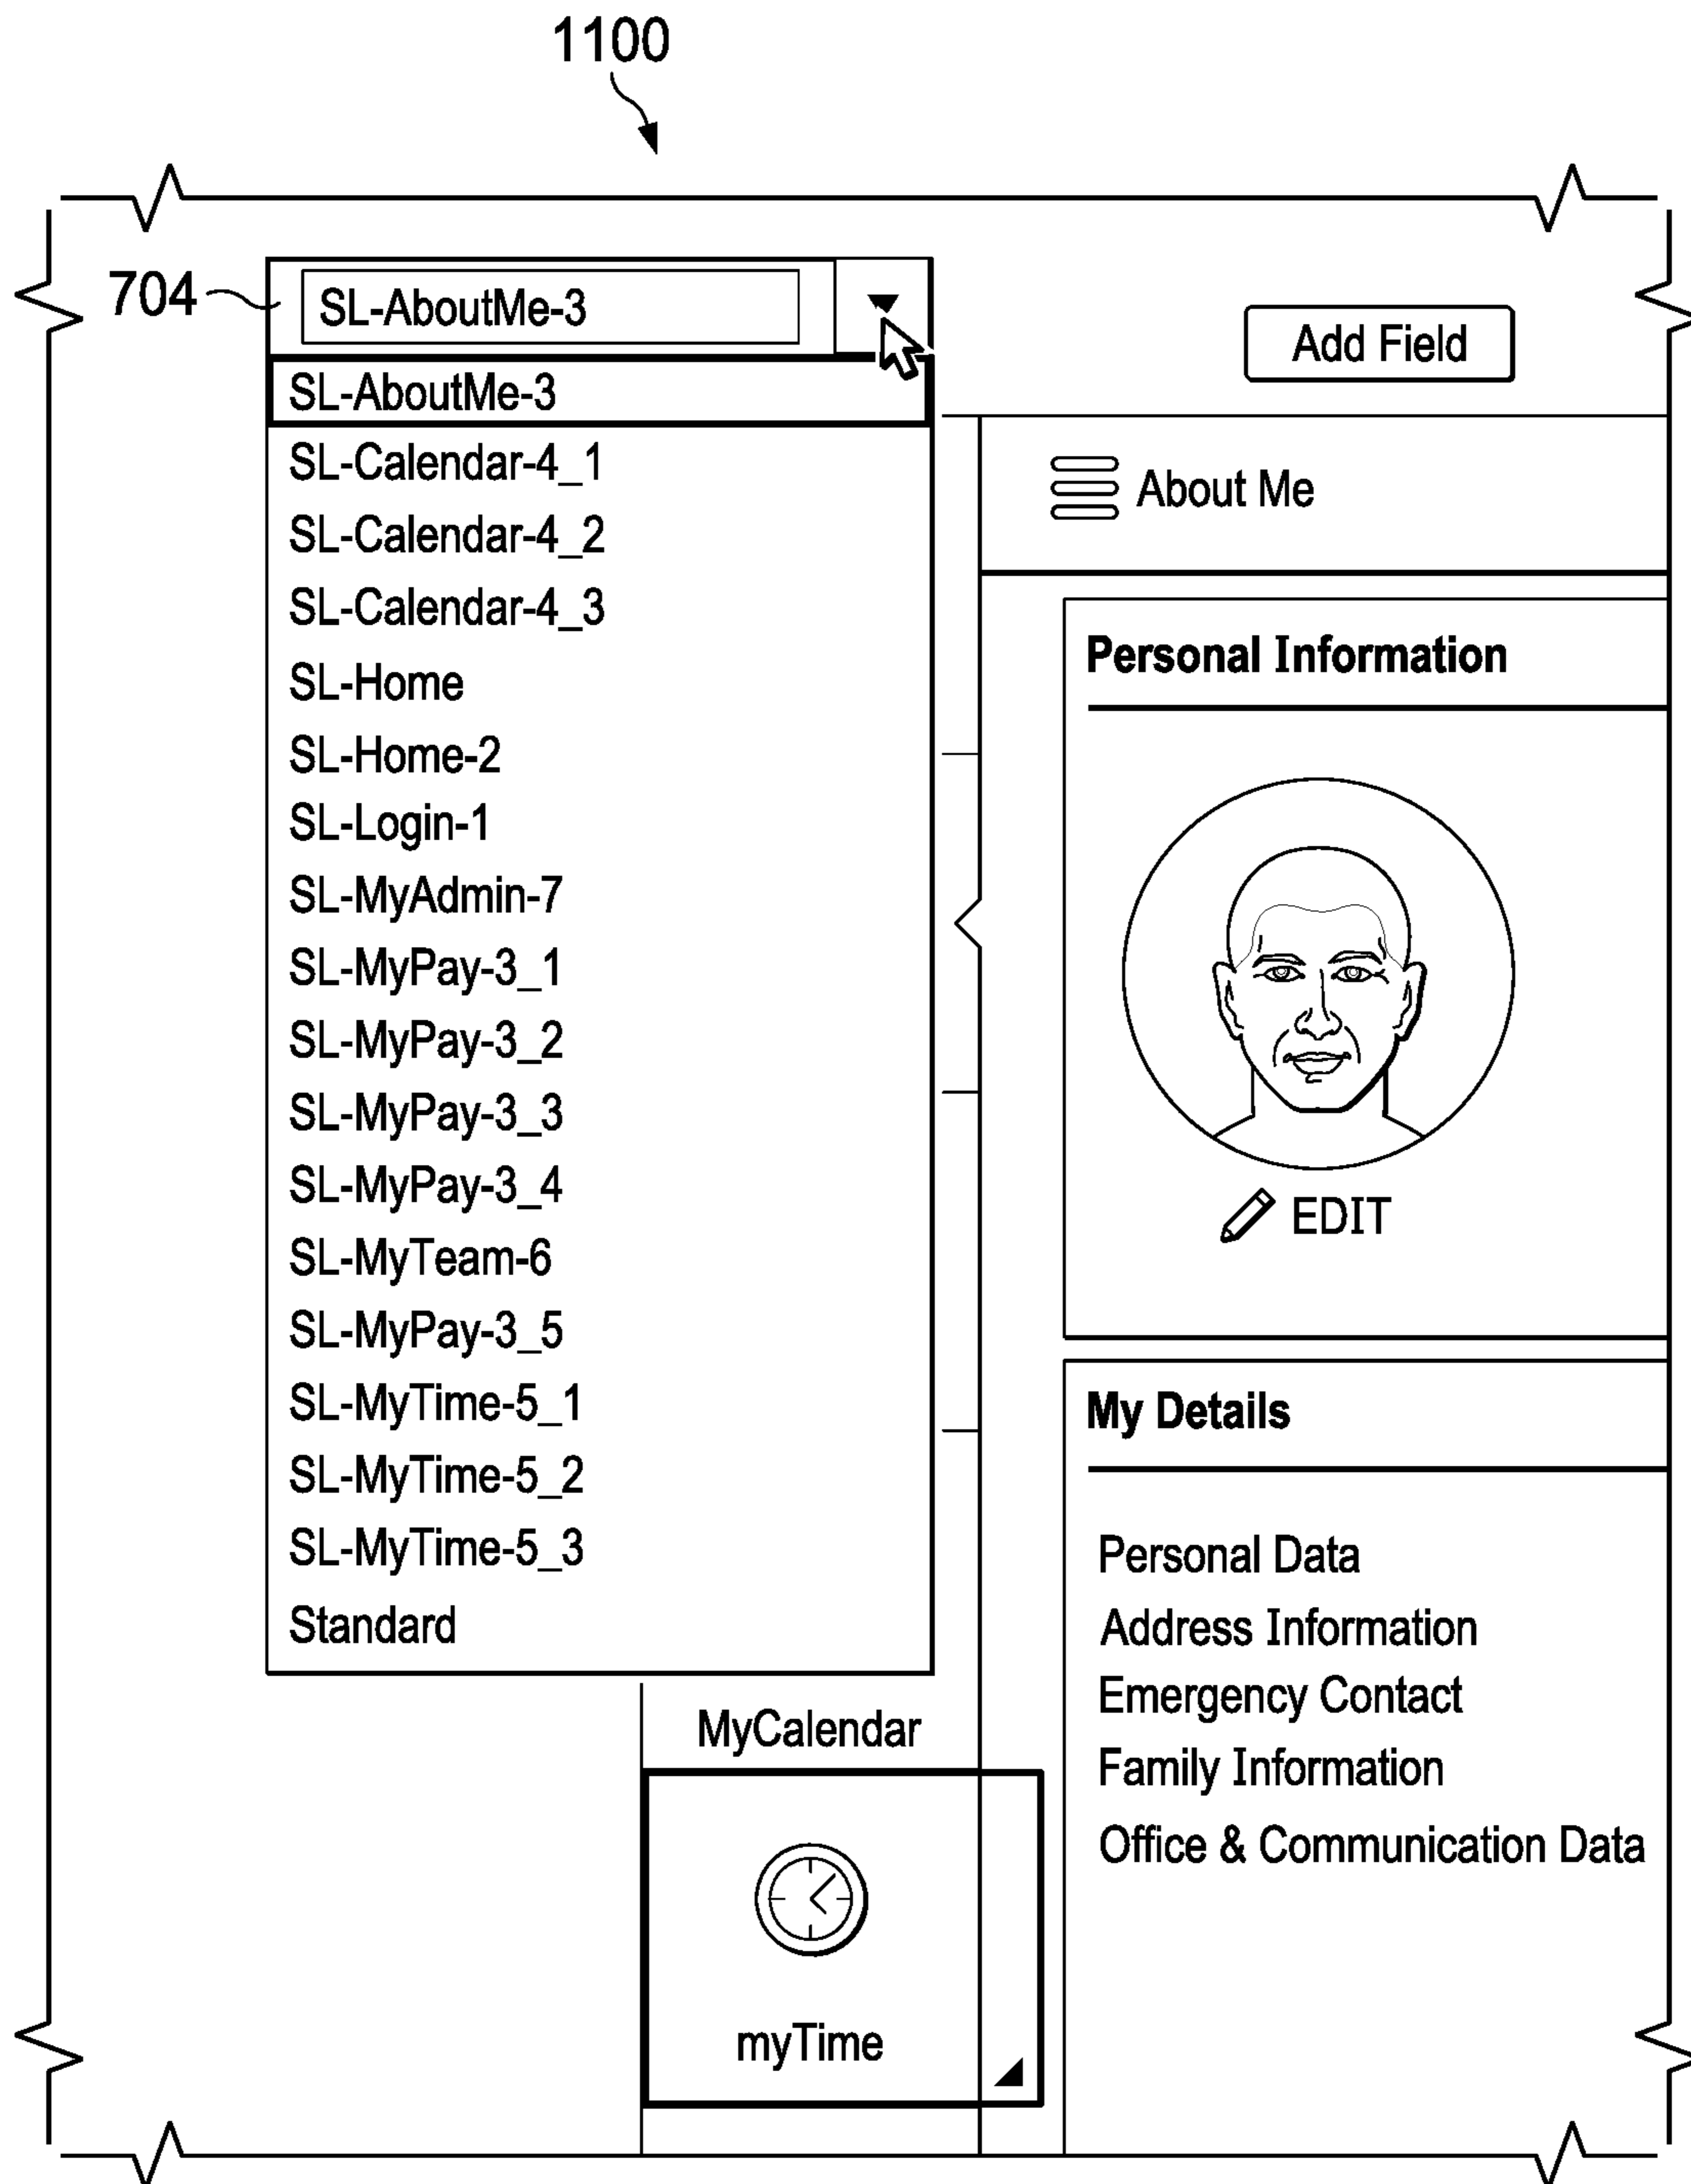 1100
704
SL-AboutMe-3
Add Field
SL-AboutMe-3
SL-Calendar-4_1
SL-Calendar-4_2
SL-Calendar-4_3
SL-Home
SL-Home-2
SL-Login-1
SL-MyAdmin-7
SL-MyPay-3_1
SL-MyPay-3_2
SL-MyPay-3_3
SL-MyPay-3_4
SL-MyTeam-6
SL-MyPay-3_5
SL-MyTime-5_1
SL-MyTime-5_2
SL-MyTime-5_3
Standard
MyCalendar
myTime
About Me
Personal Information
EDIT
My Details
Personal Data
Address Information
Emergency Contact
Family Information
Office & Communication Data